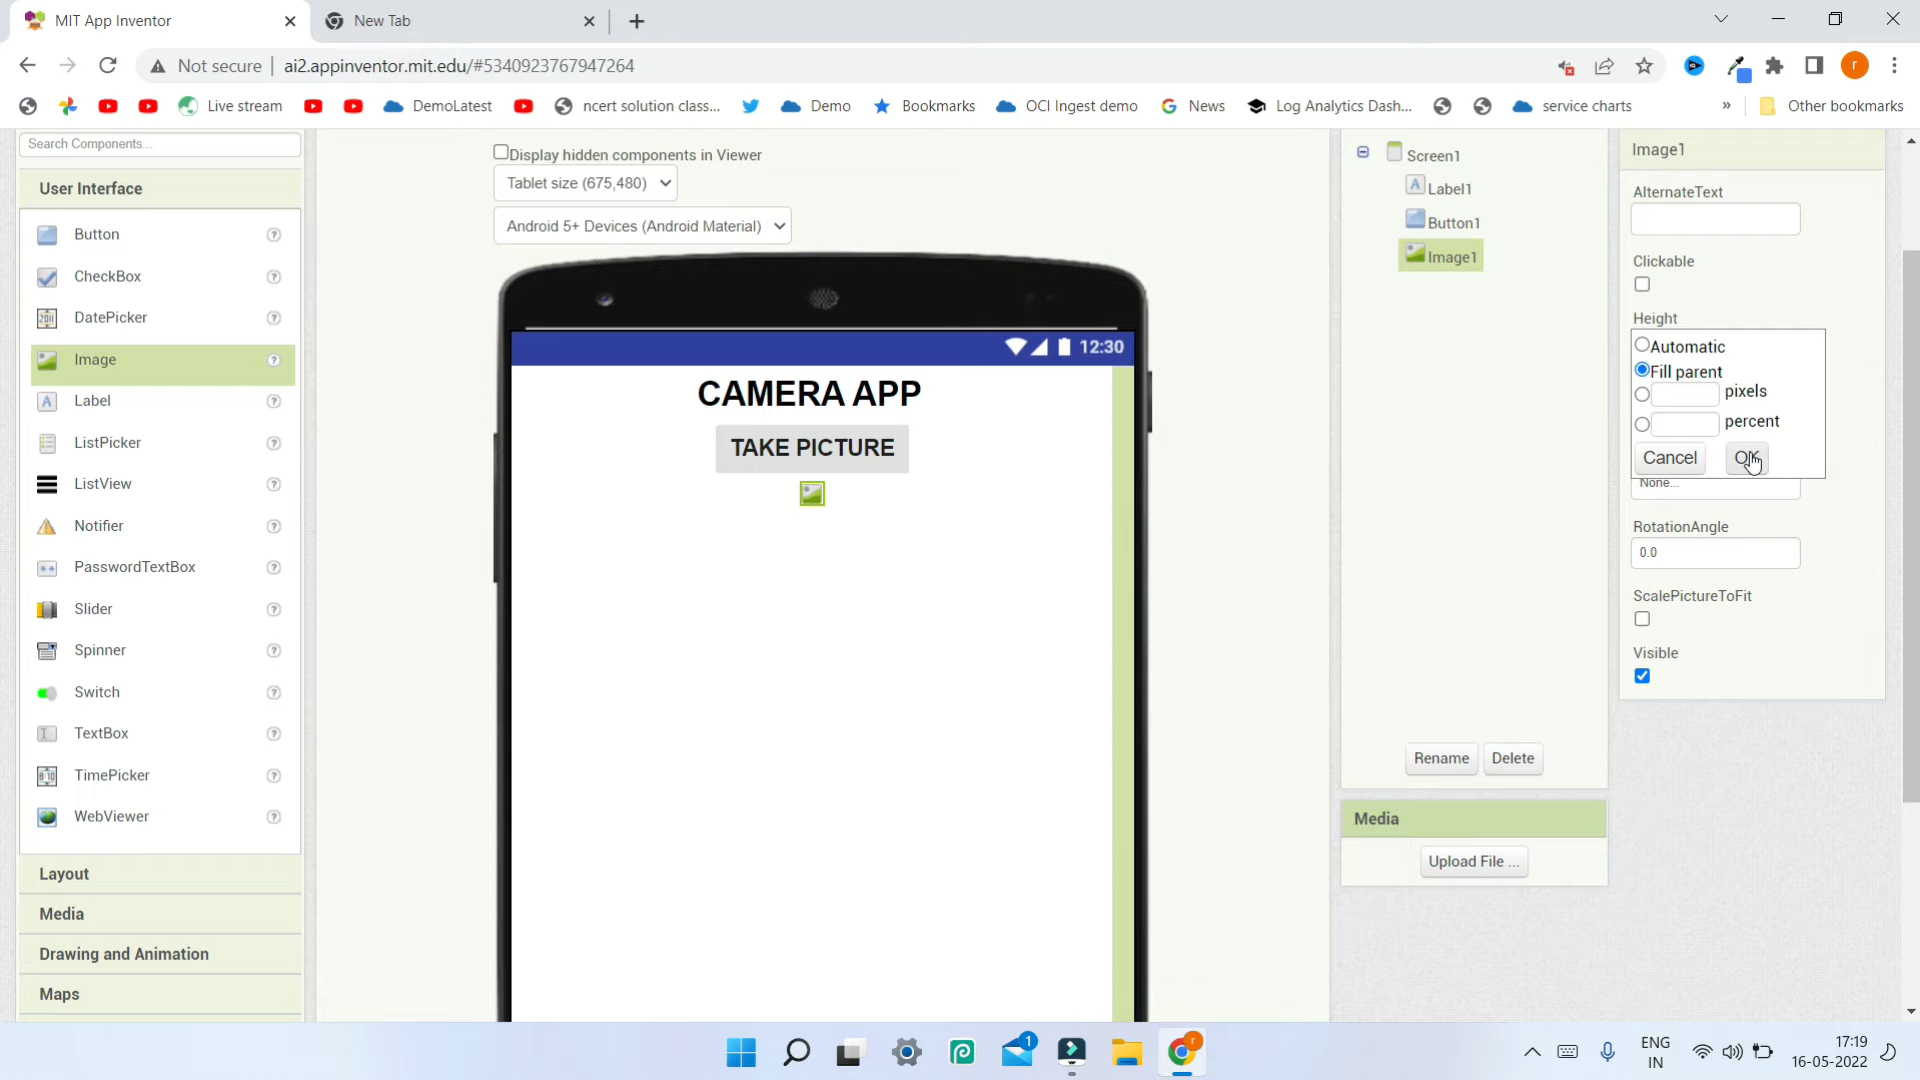 MIT App Inventor
New Tab
Not secure
ai2.appinventor.mit.edu/#5340923767947264
r
Live stream
DemoLatest
ncert solution class...
Demo
Bookmarks
OCI Ingest demo
News
Log Analytics Dash...
service charts
»
Other bookmarks
Search Components...
User Interface
Button
CheckBox
DatePicker
Image
Label
ListPicker
ListView
Notifier
PasswordTextBox
Slider
Spinner
Switch
TextBox
TimePicker
WebViewer
Layout
Media
Drawing and Animation
Maps
Display hidden components in Viewer
Tablet size (675,480)
Android 5+ Devices (Android Material)
12:30
CAMERA APP
TAKE PICTURE
Screen1
Label1
Button1
Image1
Rename
Delete
Media
Upload File ...
Image1
AlternateText
Clickable
Height
Automatic
Fill parent
pixels
percent
Cancel
OK
None...
RotationAngle
0.0
ScalePictureToFit
Visible
1
r
ENG
IN
17:19
16-05-2022